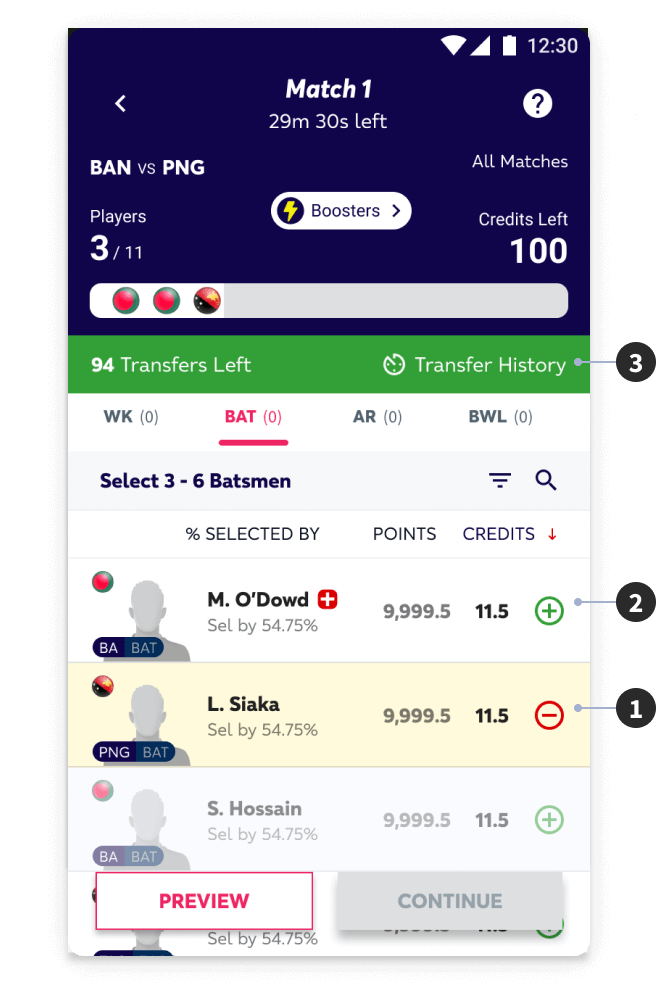 12:30
Match 1
29m 30s left
?
BAN vs PNG
All Matches
Players
3 / 11
Boosters
Credits Left
100
94 Transfers Left
Transfer History
3
WK (0)
BAT (0)
AR (0)
BWL (0)
Select 3 - 6 Batsmen
% SELECTED BY
POINTS
CREDITS ↓
M. O'Dowd
Sel by 54.75%
9,999.5
11.5
BA BAT
2
L. Siaka
Sel by 54.75%
9,999.5
11.5
PNG BAT
1
S. Hossain
Sel by 54.75%
9,999.5
11.5
BA BAT
PREVIEW
CONTINUE
Sel by 54.75%